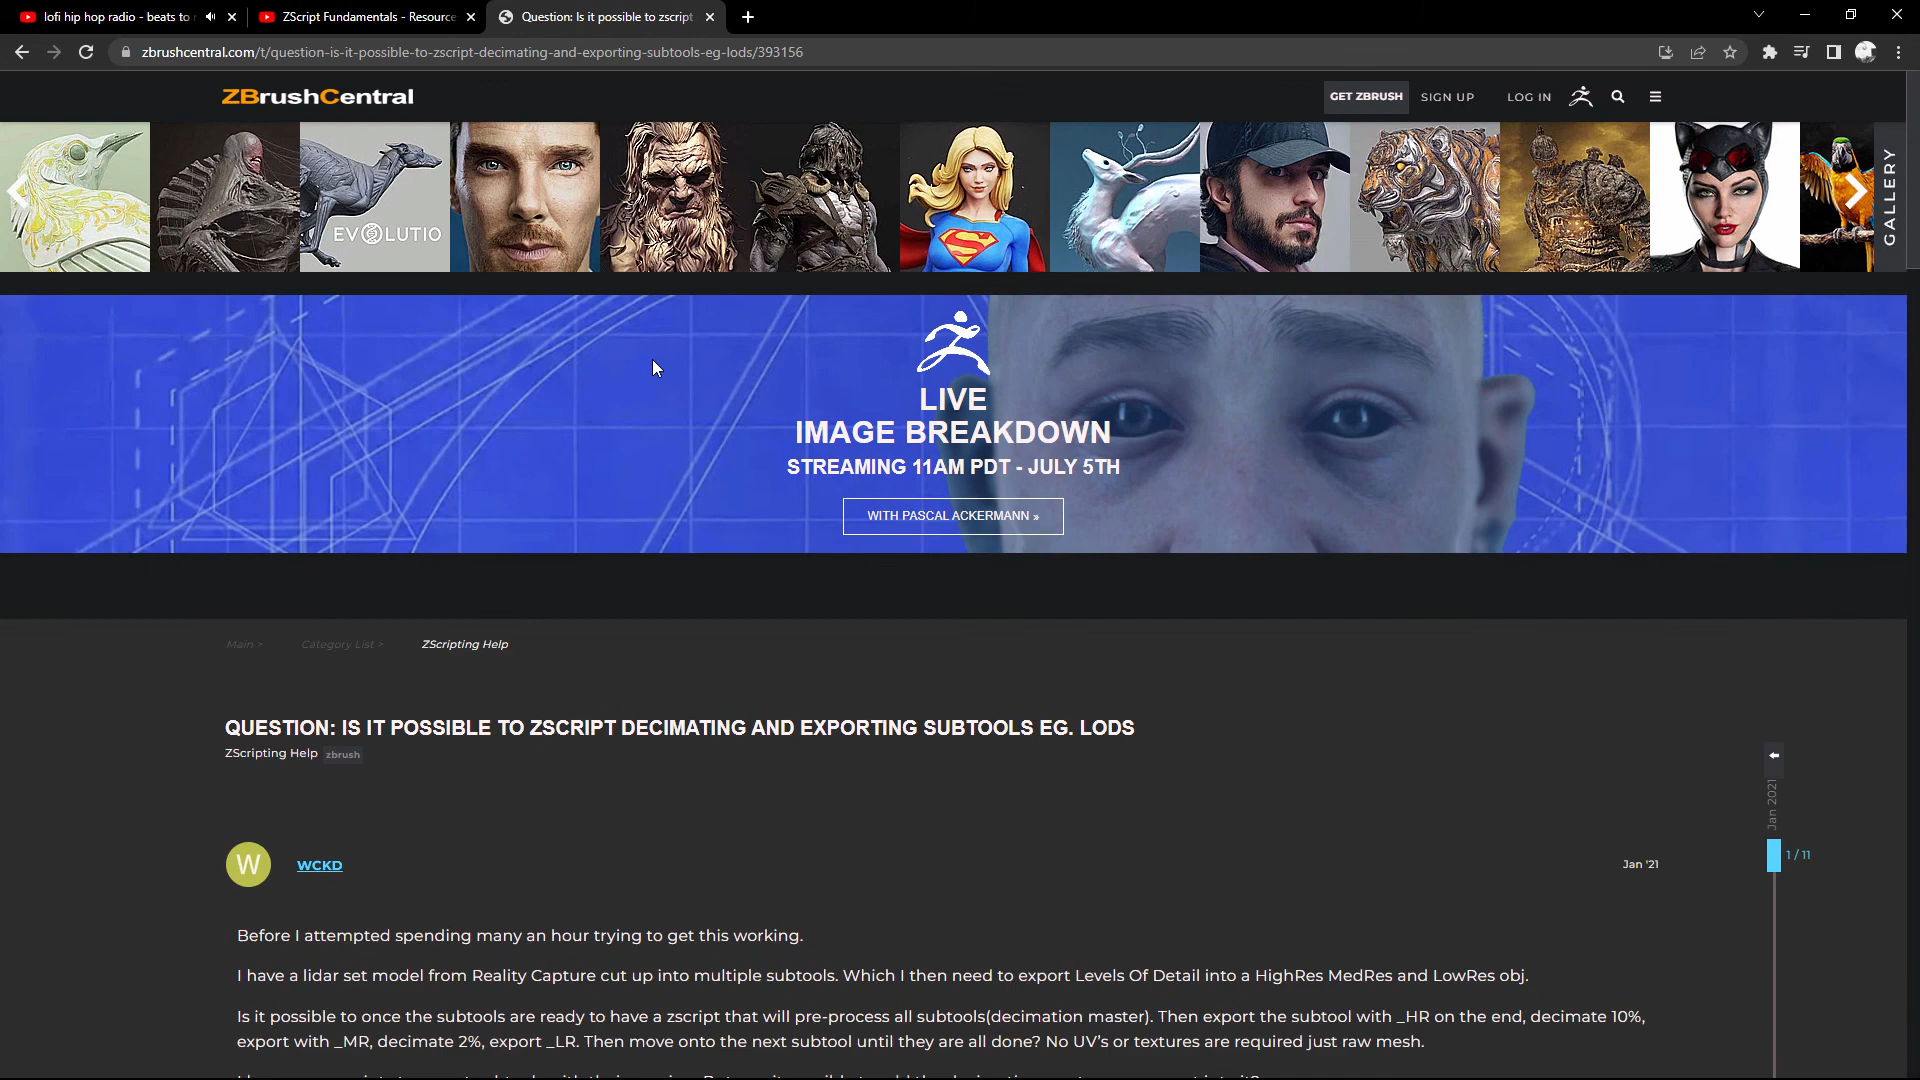 lofi hip hop radio - beats to
ZScript Fundamentals - Resource
Question: Is it possible to zscript
zbrushcentral.com/t/question-is-it-possible-to-zscript-decimating-and-exporting-subtools-eg-lods/393156
ZBrushCentral
GET ZBRUSH
SIGN UP
LOG IN
EVOLUTIO
GALLERY
LIVE
IMAGE BREAKDOWN
STREAMING 11AM PDT - JULY 5TH
WITH PASCAL ACKERMANN »
Main >
Category List >
ZScripting Help
QUESTION: IS IT POSSIBLE TO ZSCRIPT DECIMATING AND EXPORTING SUBTOOLS EG. LODS
ZScripting Help zbrush
Jan 2021
1 / 11
W
WCKD
Jan '21
Before I attempted spending many an hour trying to get this working.
I have a lidar set model from Reality Capture cut up into multiple subtools. Which I then need to export Levels Of Detail into a HighRes MedRes and LowRes obj.
Is it possible to once the subtools are ready to have a zscript that will pre-process all subtools(decimation master). Then export the subtool with _HR on the end, decimate 10%,
export with _MR, decimate 2%, export _LR. Then move onto the next subtool until they are all done? No UV's or textures are required just raw mesh.